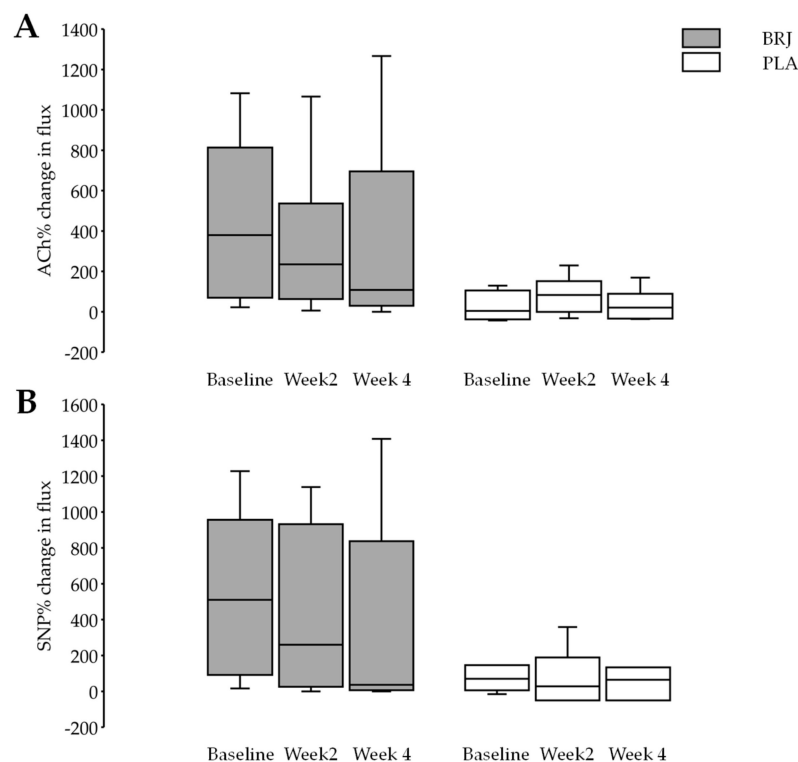 A
1400
1200
1000
800
600
400
200
0
-200
ACh% change in flux
BRJ
PLA
Baseline Week2 Week 4 Baseline Week2 Week 4
B
1600
1400
1200
1000
800
600
400
200
0
-200
SNP% change in flux
Baseline Week2 Week 4 Baseline Week2 Week 4